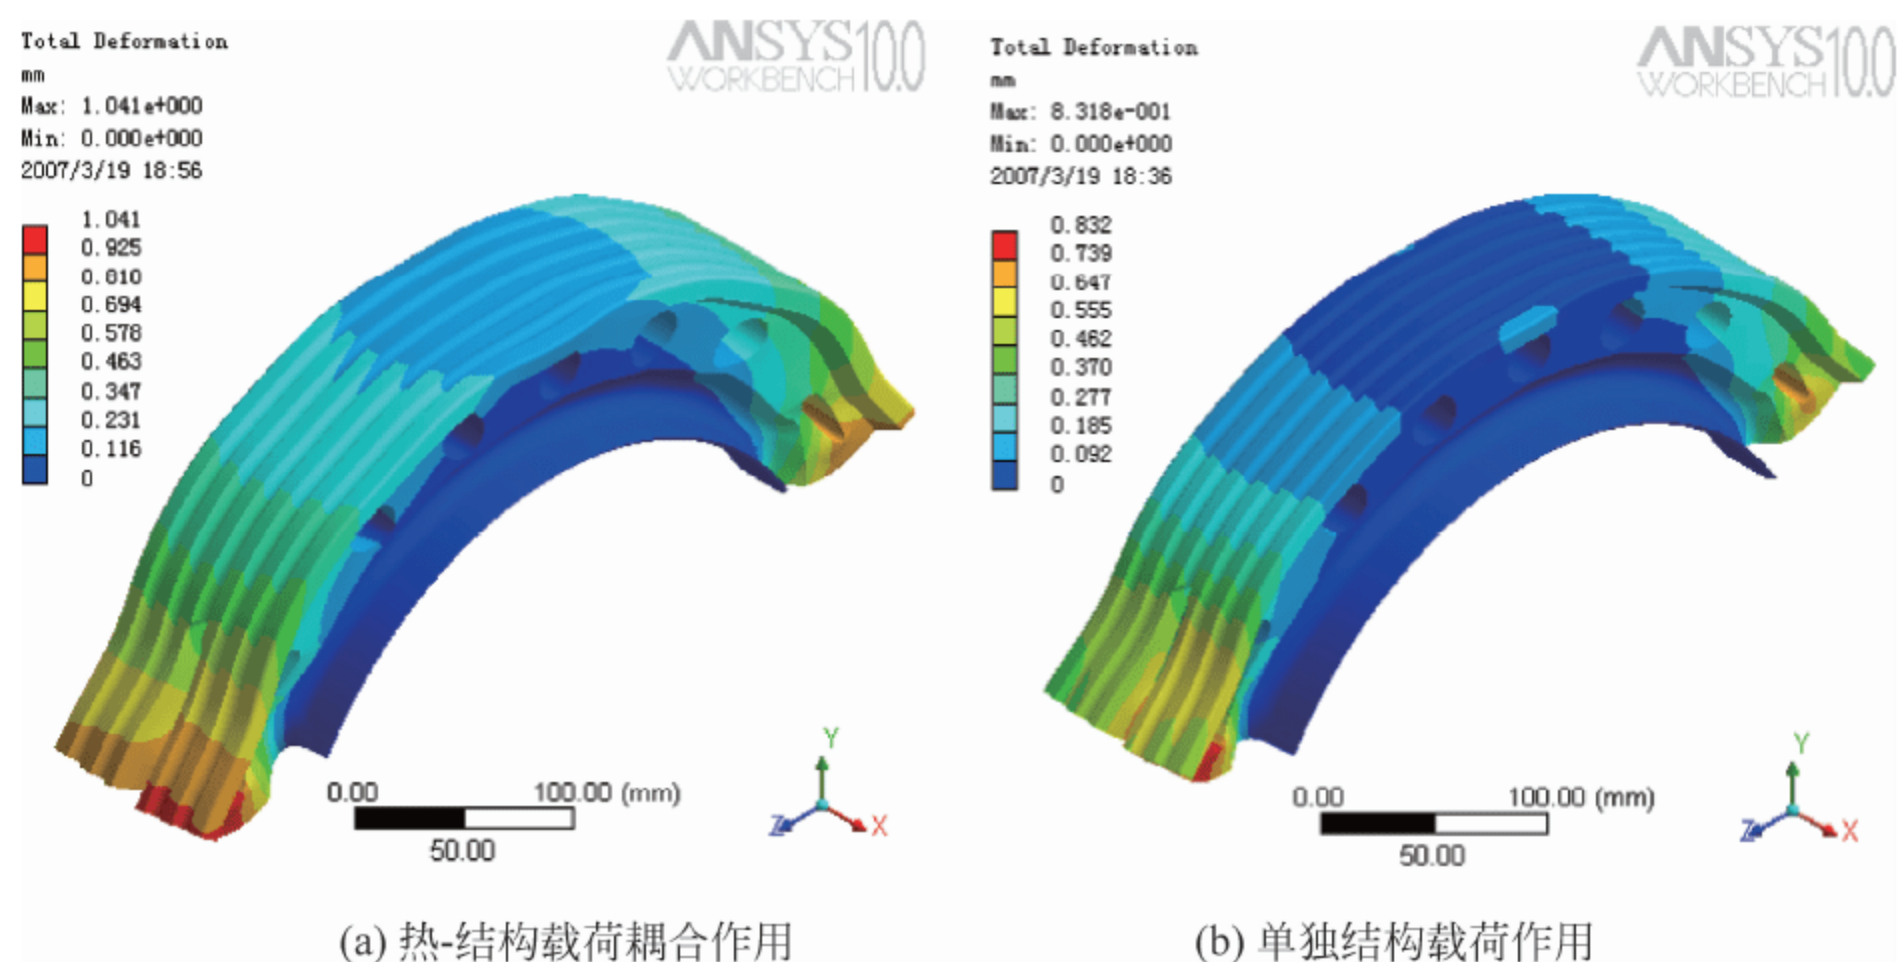 Total Deformation
mm
Max: 1.041e+000
Min: 0.000e+000
2007/3/19 18:56
ANSYS 10.0
WORKBENCH
1.041
0.925
0.810
0.694
0.578
0.463
0.347
0.231
0.116
0
0.00
100.00 (mm)
50.00
Y
Z
X
(a) 热-结构载荷耦合作用
Total Deformation
mm
Max: 8.318e-001
Min: 0.000e+000
2007/3/19 18:36
ANSYS 10.0
WORKBENCH
0.832
0.739
0.647
0.555
0.462
0.370
0.277
0.185
0.092
0
0.00
100.00 (mm)
50.00
Y
Z
X
(b) 单独结构载荷作用